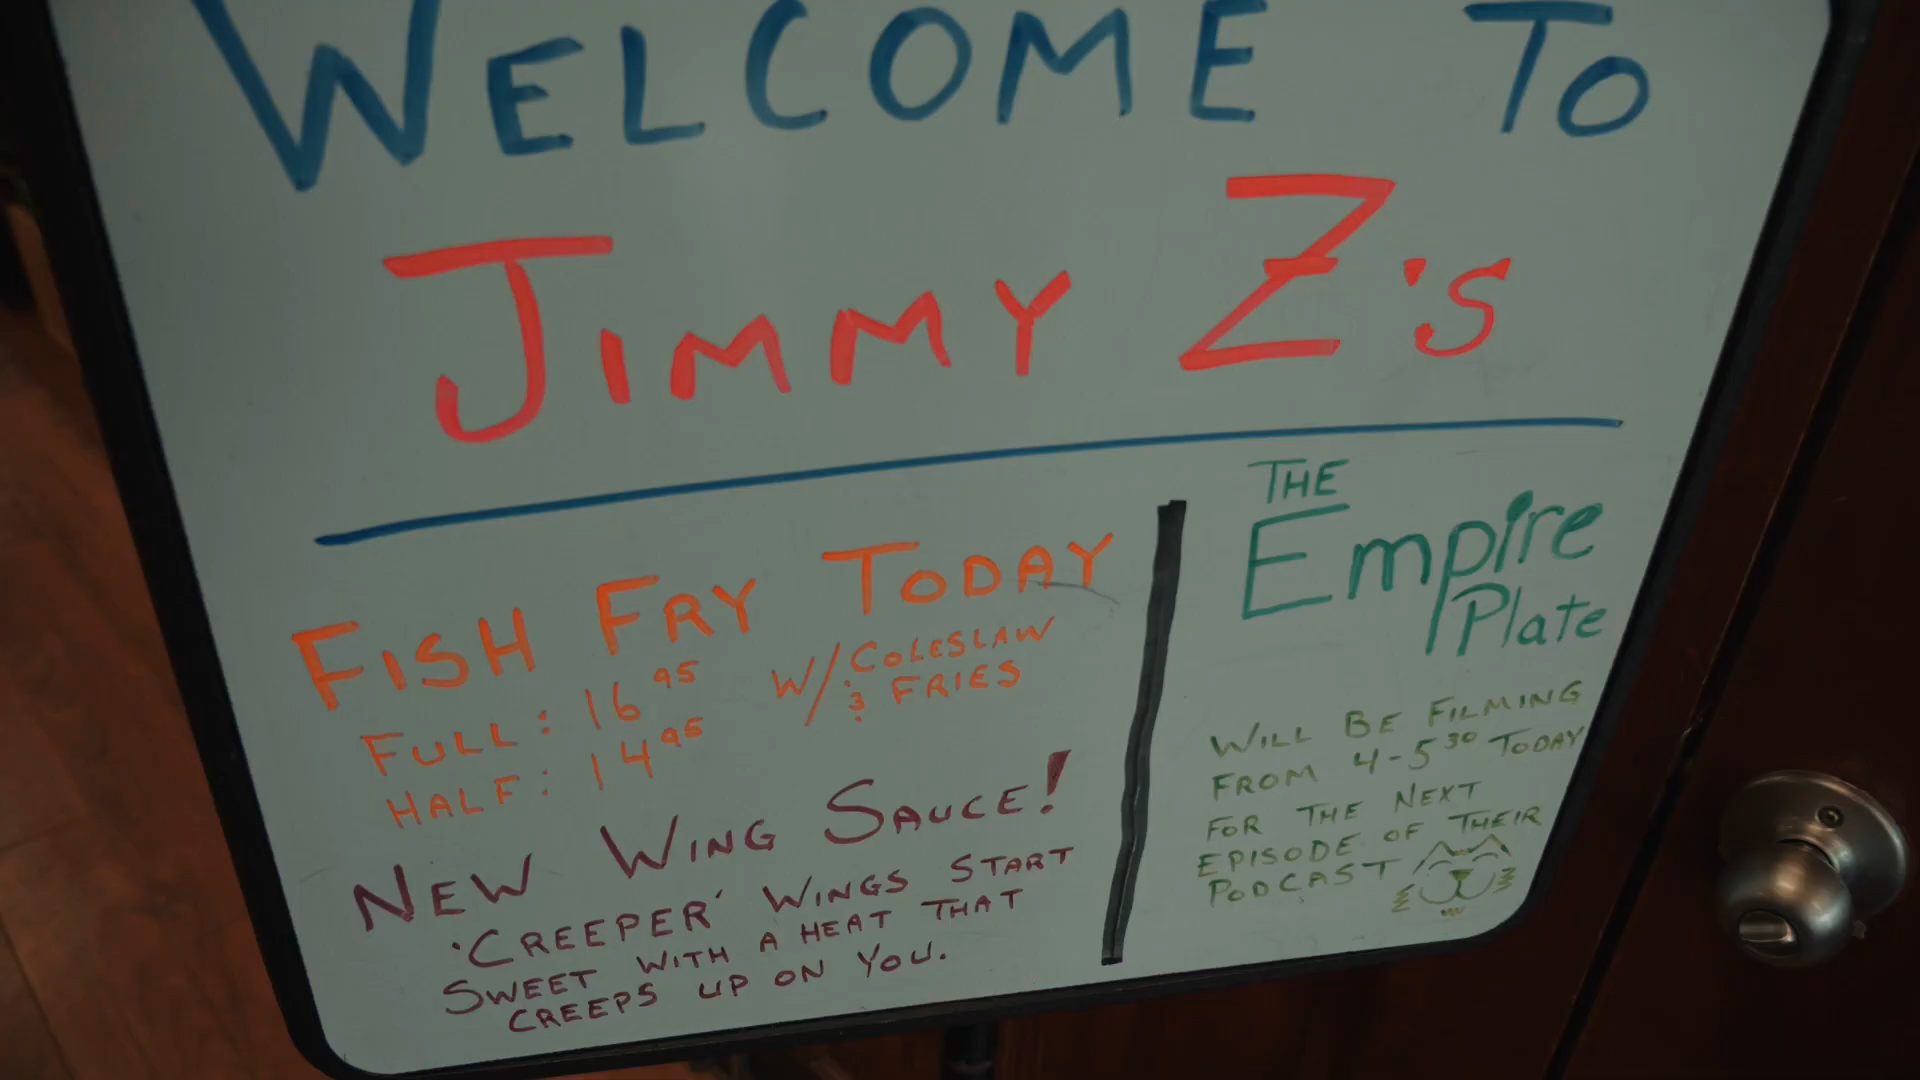 WELCOME TO
JIMMY Z'S
FISH FRY TODAY
FULL: 16 95 W/ COLESLAW
HALF: 14 95 & FRIES
NEW WING SAUCE!
'CREEPER' WINGS START
SWEET WITH A HEAT THAT
CREEPS UP ON YOU.
THE
Empire
Plate
WILL BE FILMING
FROM 4-5 30 TODAY
FOR THE NEXT
EPISODE OF THEIR
PODCAST